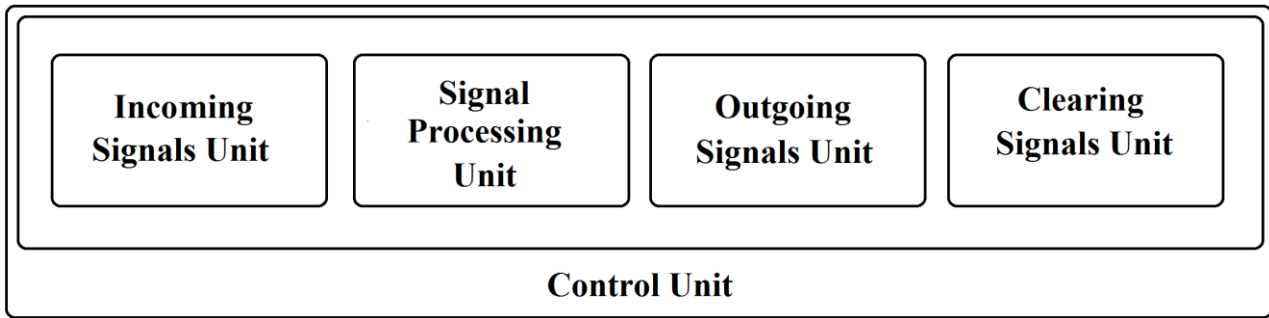 Incoming
Signals Unit
Signal
Processing
Unit
Outgoing
Signals Unit
Clearing
Signals Unit
Control Unit